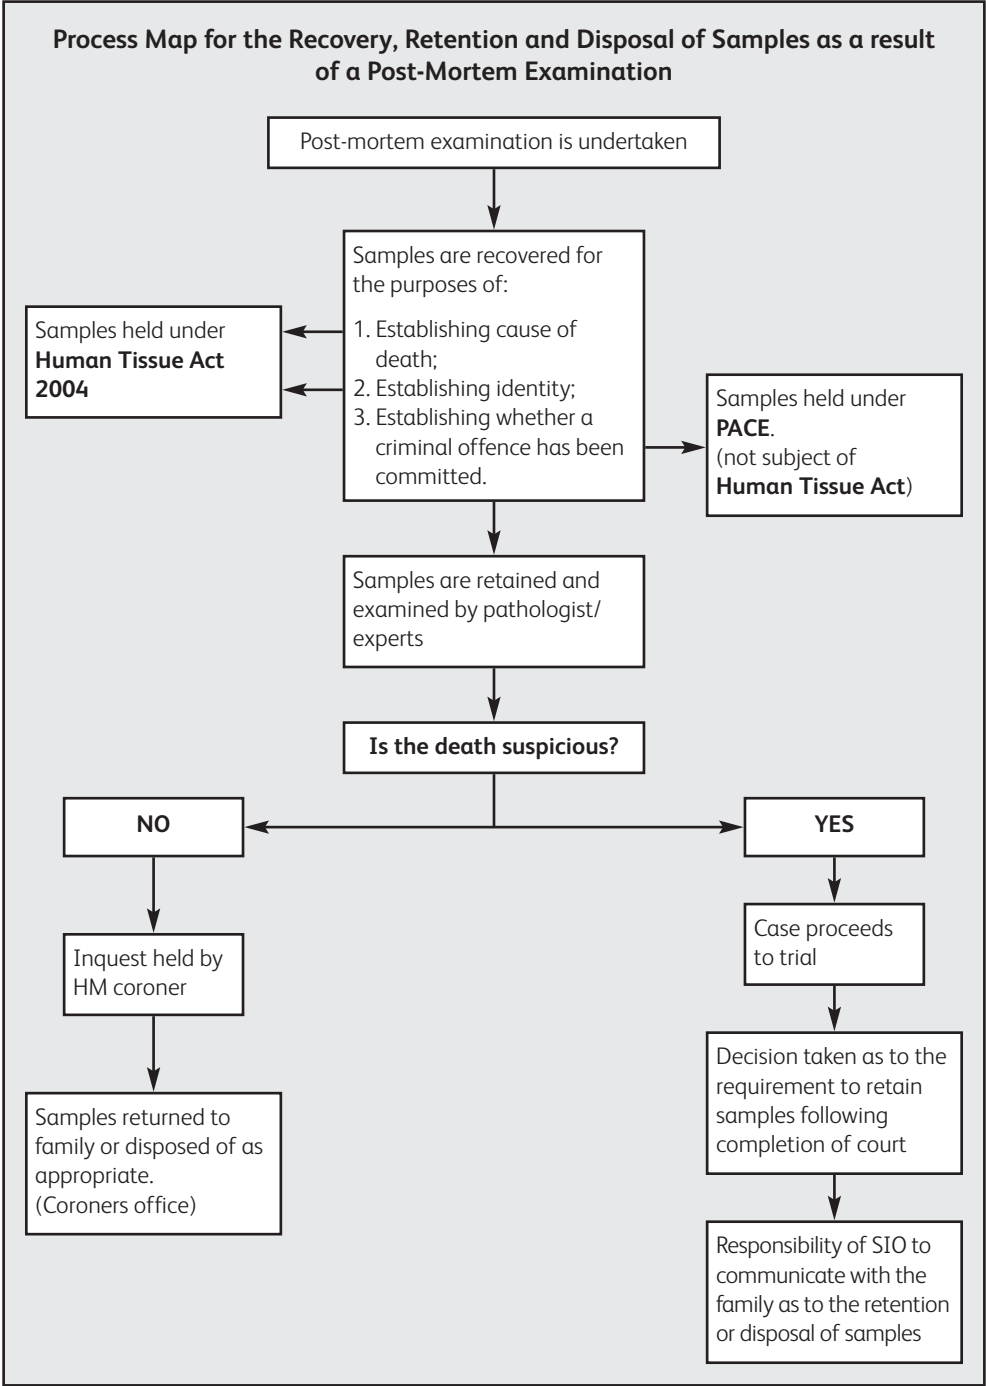 Process Map for the Recovery, Retention and Disposal of Samples as a result
of a Post-Mortem Examination
Post-mortem examination is undertaken
Samples are recovered for
the purposes of:
1. Establishing cause of
death;
2. Establishing identity;
3. Establishing whether a
criminal offence has been
committed.
Samples held under
Human Tissue Act
2004
Samples held under
PACE.
(not subject of
Human Tissue Act)
Samples are retained and
examined by pathologist/
experts
Is the death suspicious?
NO
YES
Inquest held by
HM coroner
Samples returned to
family or disposed of as
appropriate.
(Coroners office)
Case proceeds
to trial
Decision taken as to the
requirement to retain
samples following
completion of court
Responsibility of SIO to
communicate with the
family as to the retention
or disposal of samples